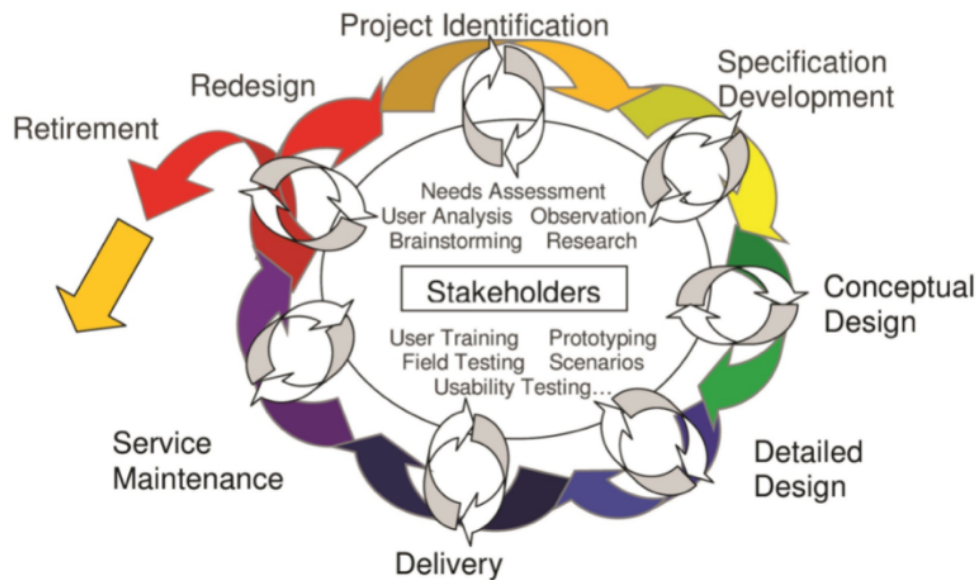 Project Identification
Specification
Development
Redesign
Retirement
Needs Assessment
User Analysis Observation
Brainstorming Research
Stakeholders
User Training Prototyping
Field Testing Scenarios
Usability Testing...
Conceptual
Design
Detailed
Design
Delivery
Service
Maintenance